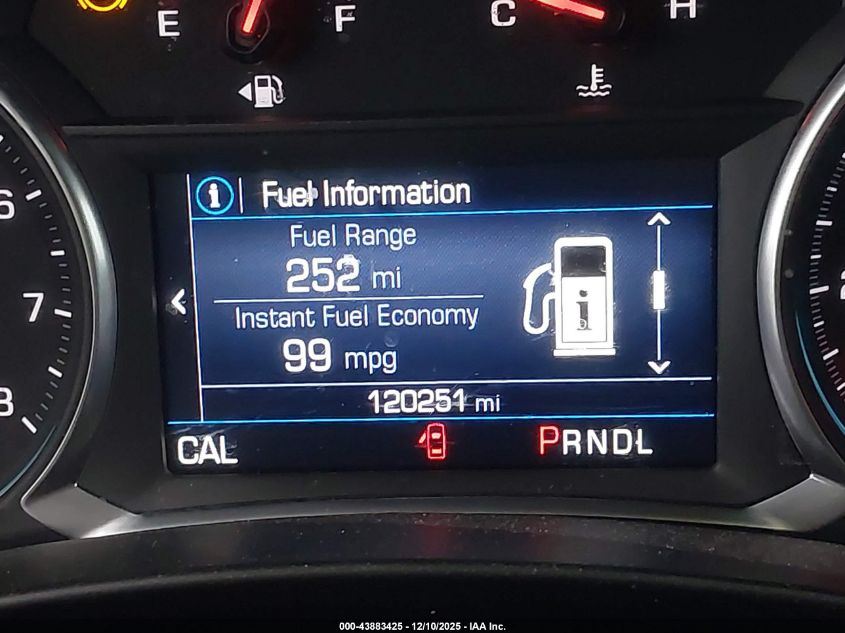 E F C H
Fuel Information
Fuel Range
252 mi
Instant Fuel Economy
99 mpg
120251 mi
CAL PRNDL
6
7
8
000-43883425 - 12/10/2025 - IAA Inc.